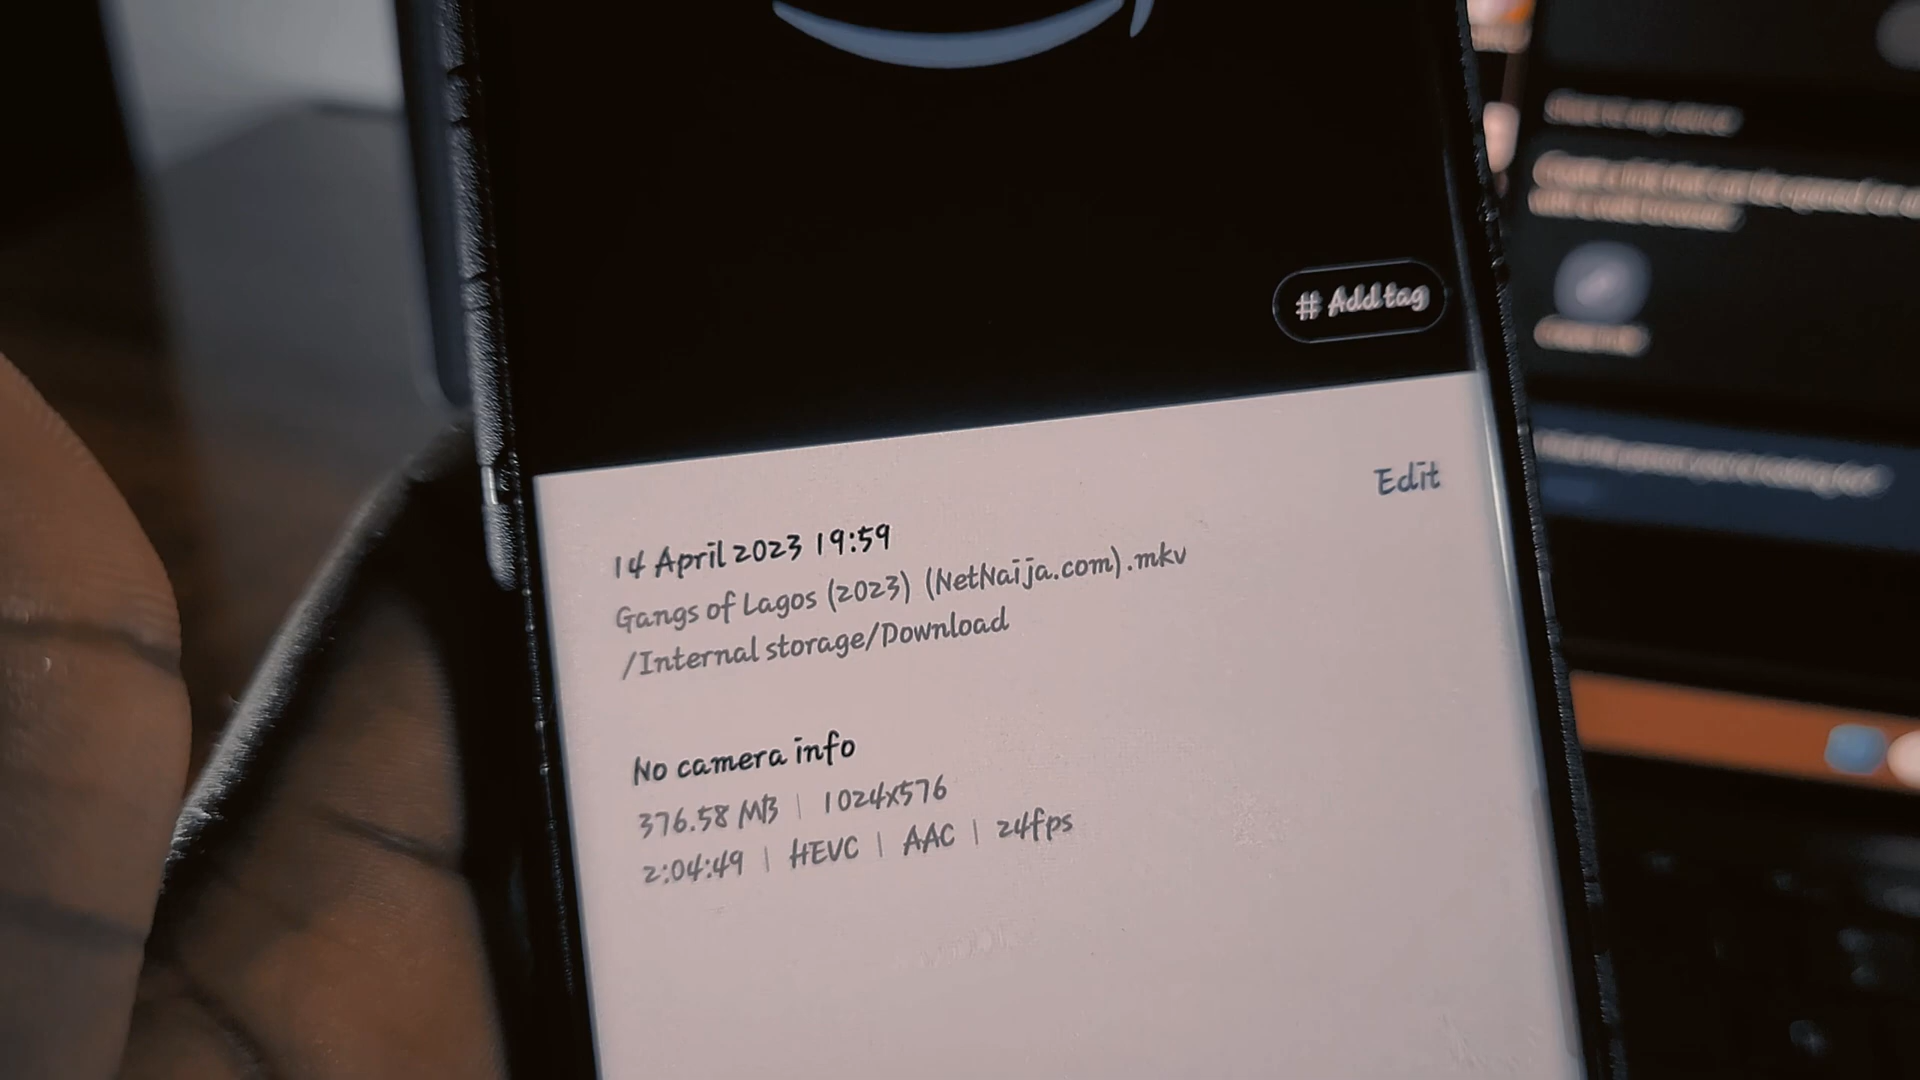 # Add tag
Edit
14 April 2023 19:59
Gangs of Lagos (2023) (NetNaija.com).mkv
/Internal storage/Download
No camera info
376.58 MB | 1024x576
2:04:49 | HEVC | AAC | 24fps